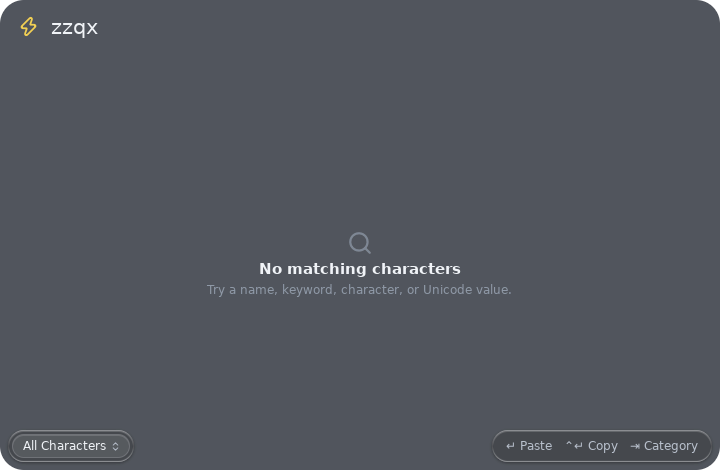 zzqx
No matching characters
Try a name, keyword, character, or Unicode value.
All Characters
↵ Paste ⌃↵ Copy ⇥ Category